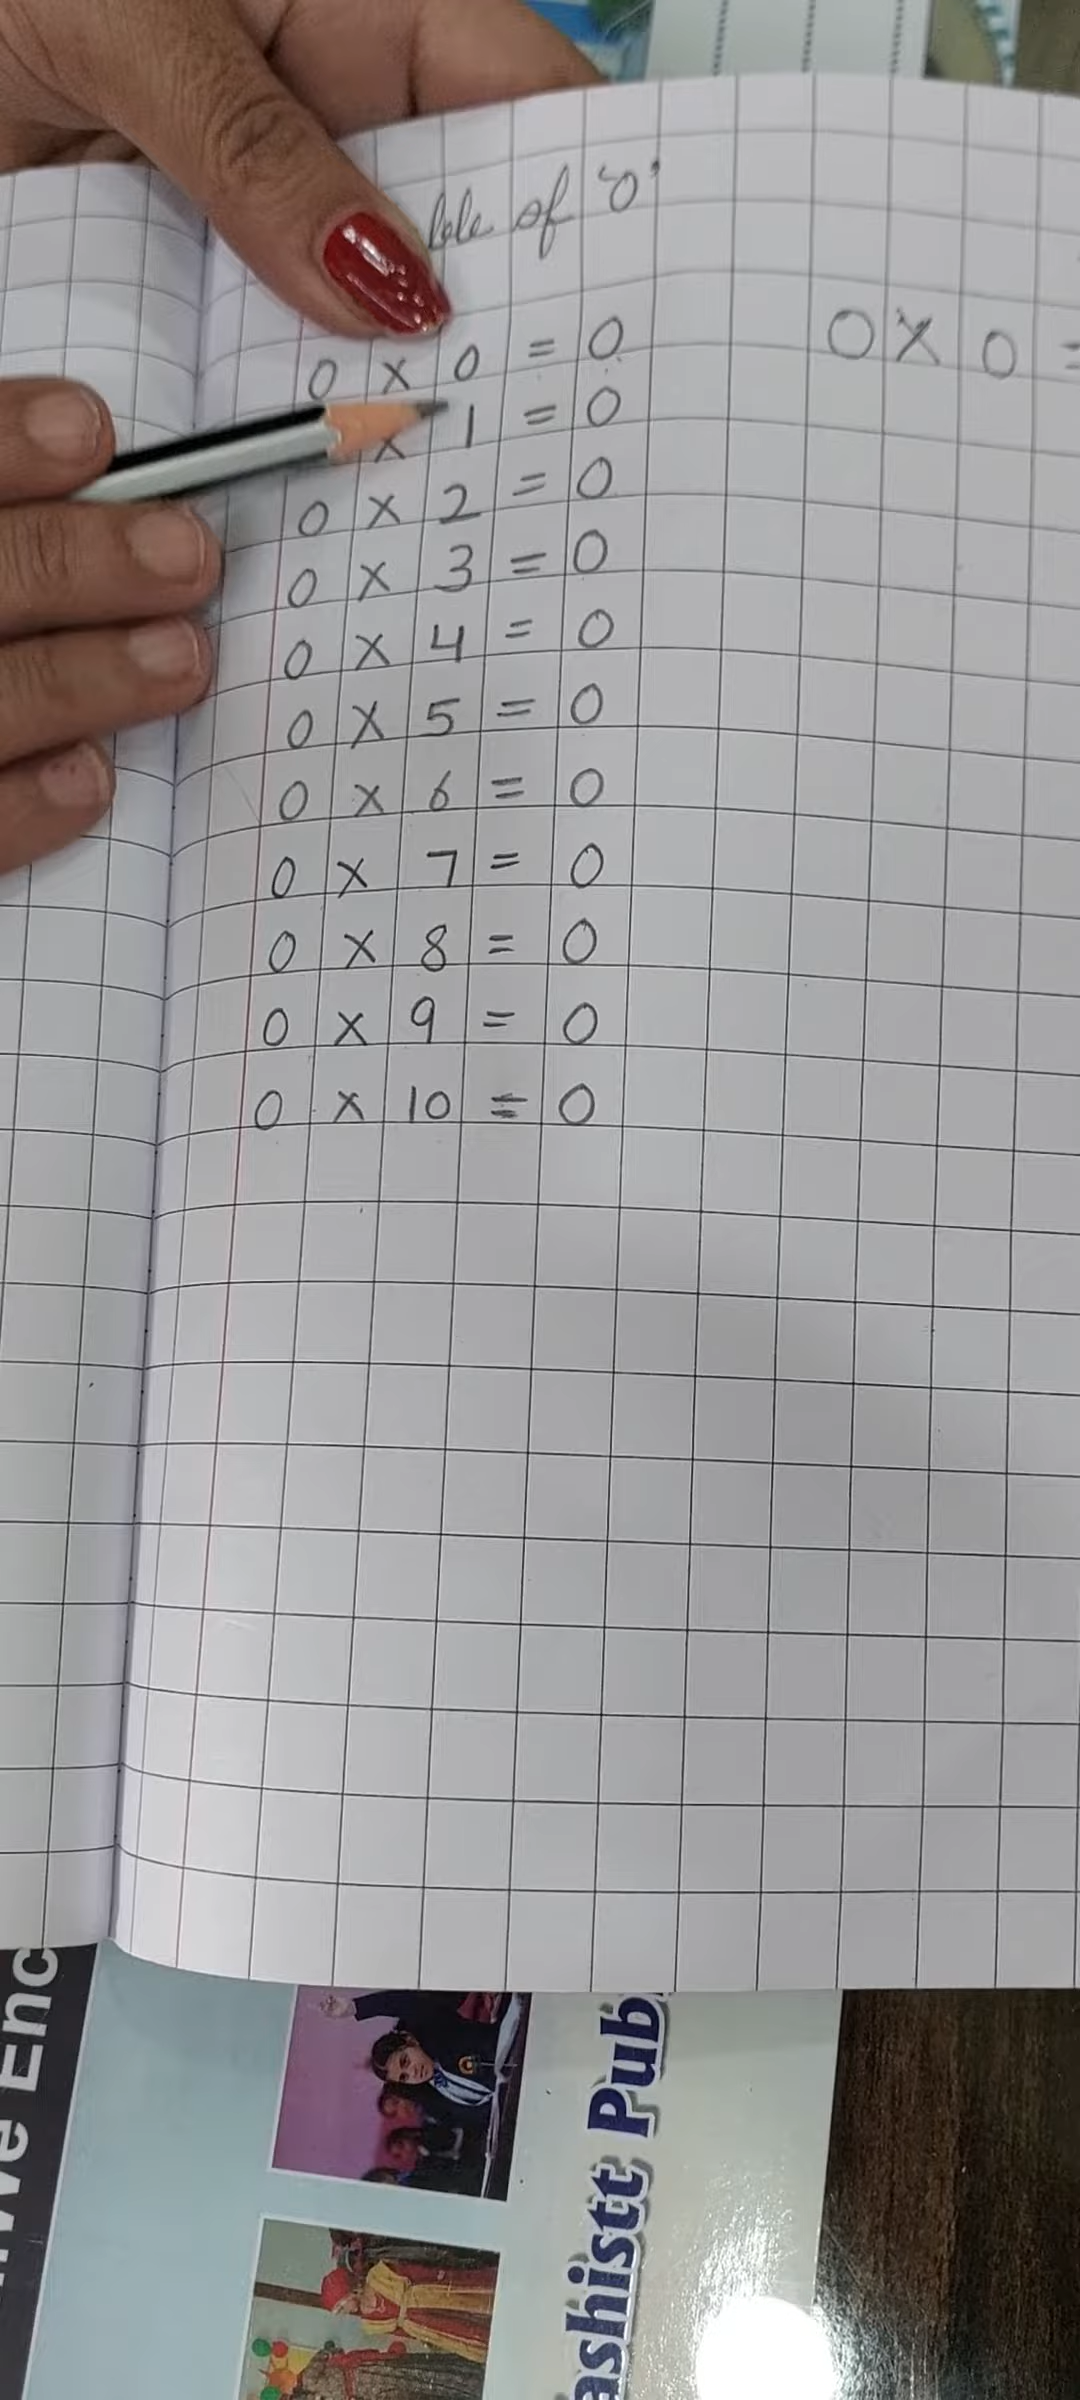 of '0'
0 × 0 = 0
× 1 = 0
0 × 2 = 0
0 × 3 = 0
0 × 4 = 0
0 × 5 = 0
0 × 6 = 0
0 × 7 = 0
0 × 8 = 0
0 × 9 = 0
0 × 10 = 0
0 × 0 =
Enc
ashistt Pub